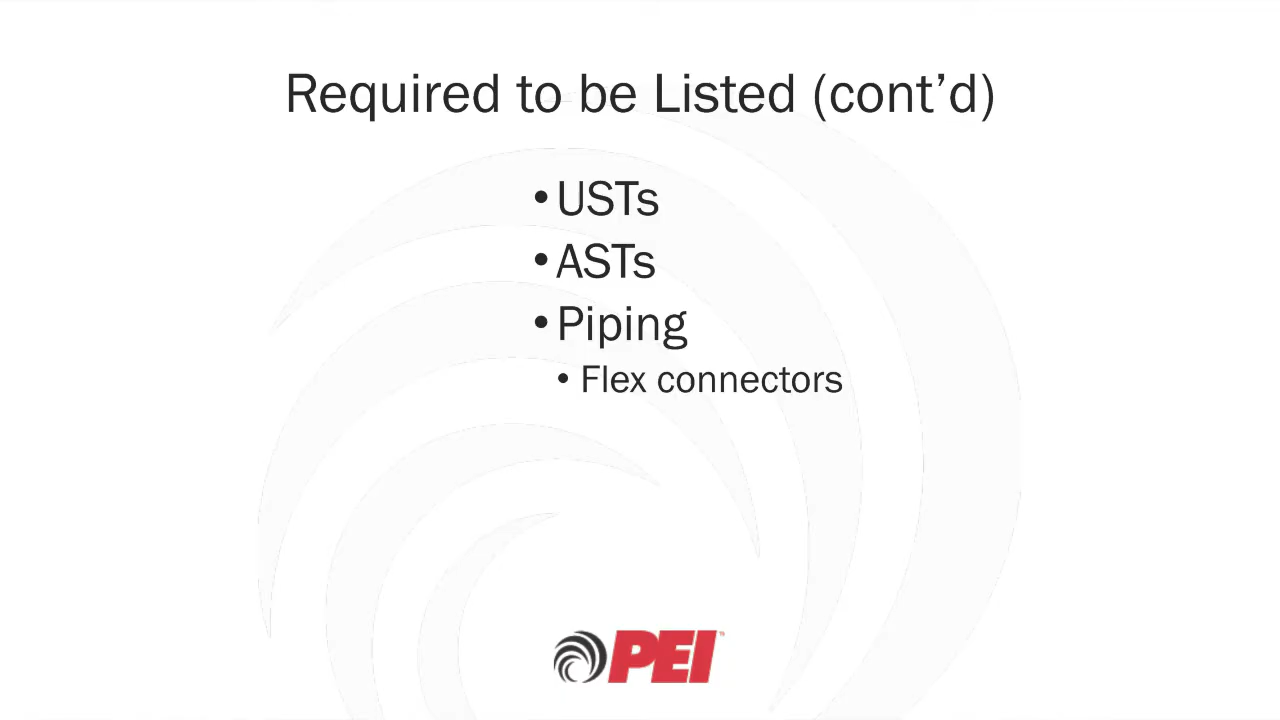 Required to be Listed (cont’d)
•USTs
•ASTs
•Piping
• Flex connectors
PEI